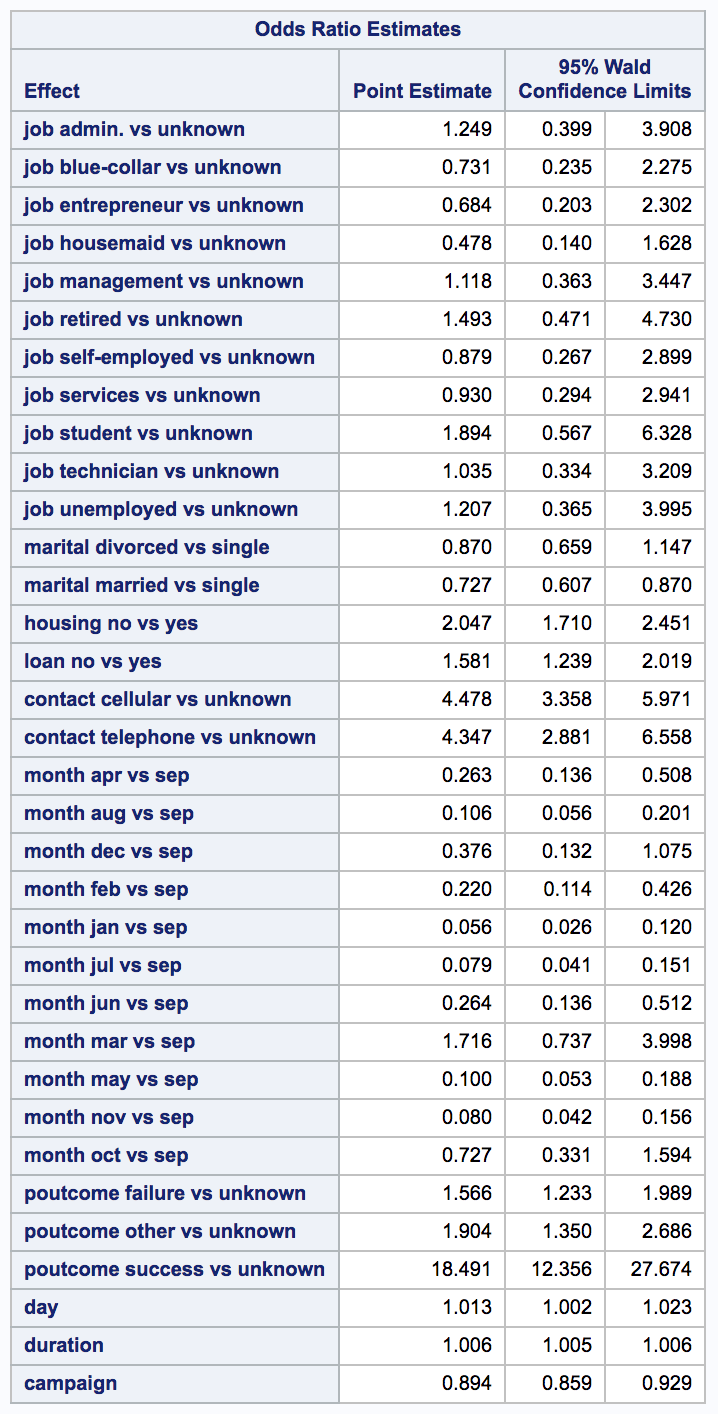 Odds Ratio Estimates
Effect Point Estimate 95% Wald
Confidence Limits
job admin. vs unknown 1.249 0.399 3.908
job blue-collar vs unknown 0.731 0.235 2.275
job entrepreneur vs unknown 0.684 0.203 2.302
job housemaid vs unknown 0.478 0.140 1.628
job management vs unknown 1.118 0.363 3.447
job retired vs unknown 1.493 0.471 4.730
job self-employed vs unknown 0.879 0.267 2.899
job services vs unknown 0.930 0.294 2.941
job student vs unknown 1.894 0.567 6.328
job technician vs unknown 1.035 0.334 3.209
job unemployed vs unknown 1.207 0.365 3.995
marital divorced vs single 0.870 0.659 1.147
marital married vs single 0.727 0.607 0.870
housing no vs yes 2.047 1.710 2.451
loan no vs yes 1.581 1.239 2.019
contact cellular vs unknown 4.478 3.358 5.971
contact telephone vs unknown 4.347 2.881 6.558
month apr vs sep 0.263 0.136 0.508
month aug vs sep 0.106 0.056 0.201
month dec vs sep 0.376 0.132 1.075
month feb vs sep 0.220 0.114 0.426
month jan vs sep 0.056 0.026 0.120
month jul vs sep 0.079 0.041 0.151
month jun vs sep 0.264 0.136 0.512
month mar vs sep 1.716 0.737 3.998
month may vs sep 0.100 0.053 0.188
month nov vs sep 0.080 0.042 0.156
month oct vs sep 0.727 0.331 1.594
poutcome failure vs unknown 1.566 1.233 1.989
poutcome other vs unknown 1.904 1.350 2.686
poutcome success vs unknown 18.491 12.356 27.674
day 1.013 1.002 1.023
duration 1.006 1.005 1.006
campaign 0.894 0.859 0.929